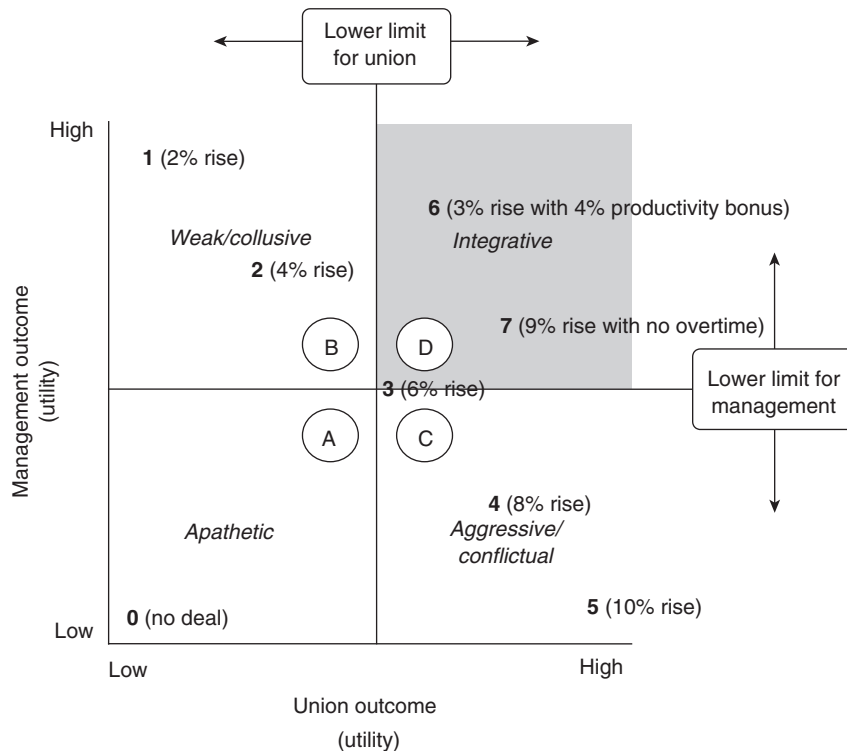 Lower limit
for union
High
1 (2% rise)
6 (3% rise with 4% productivity bonus)
Weak/collusive
Integrative
2 (4% rise)
7 (9% rise with no overtime)
B
D
Management outcome
(utility)
3 (6% rise)
Lower limit for
management
A
C
4 (8% rise)
Apathetic
Aggressive/
conflictual
0 (no deal)
5 (10% rise)
Low
Low
High
Union outcome
(utility)